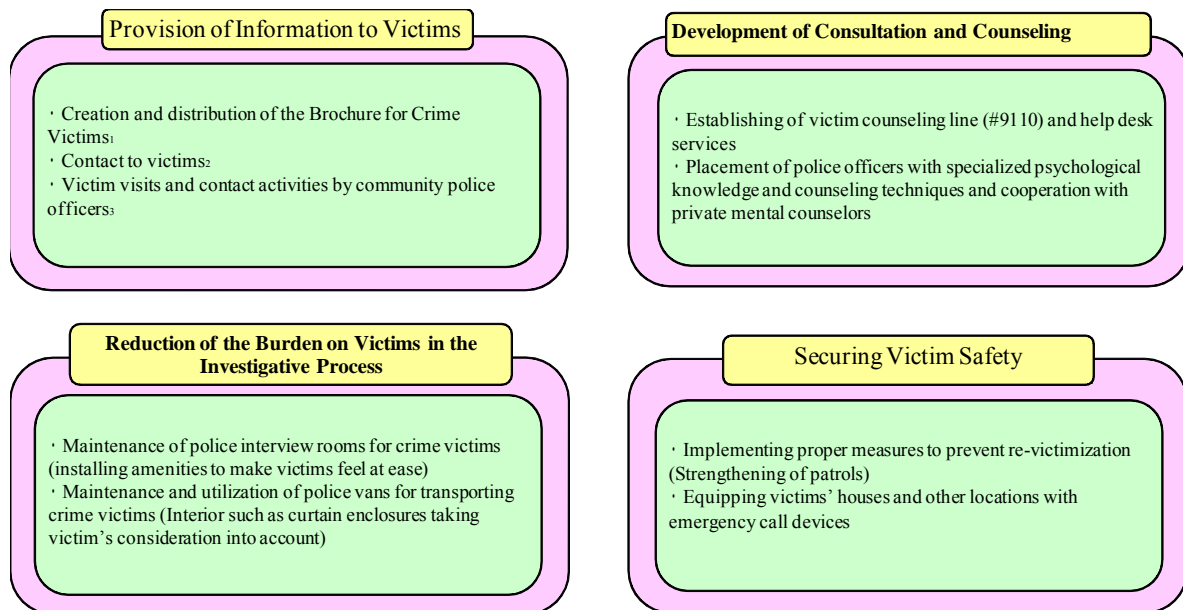 Provision of Information to Victims
・Creation and distribution of the Brochure for Crime
Victims1
・Contact to victims2
・Victim visits and contact activities by community police
officers3
Development of Consultation and Counseling
・Establishing of victim counseling line (#9110) and help desk
services
・Placement of police officers with specialized psychological
knowledge and counseling techniques and cooperation with
private mental counselors
Reduction of the Burden on Victims in the
Investigative Process
・Maintenance of police interview rooms for crime victims
(installing amenities to make victims feel at ease)
・Maintenance and utilization of police vans for transporting
crime victims (Interior such as curtain enclosures taking
victim’s consideration into account)
Securing Victim Safety
・Implementing proper measures to prevent re-victimization
(Strengthening of patrols)
・Equipping victims’ houses and other locations with
emergency call devices